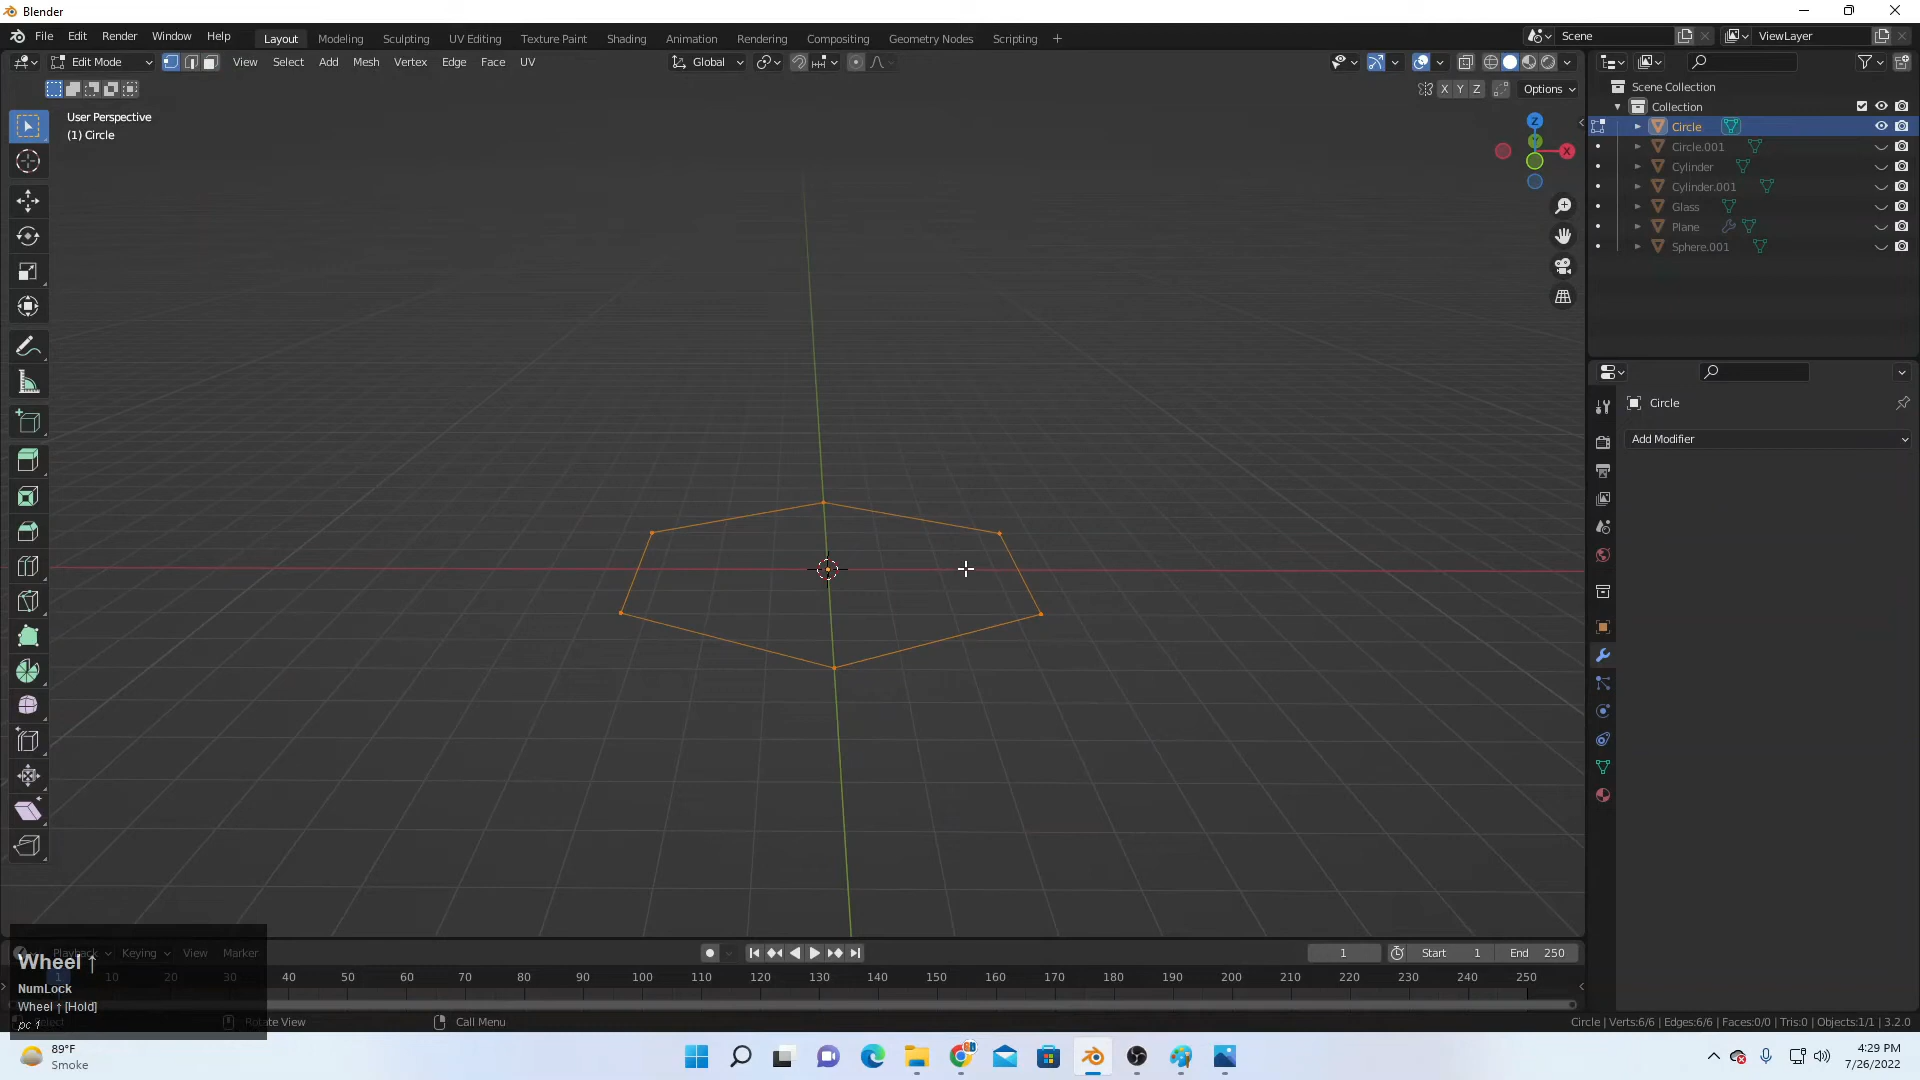 Blender
File Edit Render Window Help Layout Modeling Sculpting UV Editing Texture Paint Shading Animation Rendering Compositing Geometry Nodes Scripting + Scene ViewLayer
Edit Mode View Select Add Mesh Vertex Edge Face UV Global
X Y Z Options
User Perspective
(1) Circle
Z
X
Scene Collection
Collection
Circle
Circle.001
Cylinder
Cylinder.001
Glass
Plane
Sphere.001
Circle
Add Modifier
Playback Keying View Marker 1 Start 1 End 250
1 10 20 30 40 50 60 70 80 90 100 110 120 130 140 150 160 170 180 190 200 210 220 230 240 250
Wheel ↑
NumLock
Wheel ↑ [Hold]
pc 1
Select Rotate View Call Menu Circle | Verts:6/6 | Edges:6/6 | Faces:0/0 | Tris:0 | Objects:1/1 | 3.2.0
89°F
Smoke
4:29 PM
7/26/2022